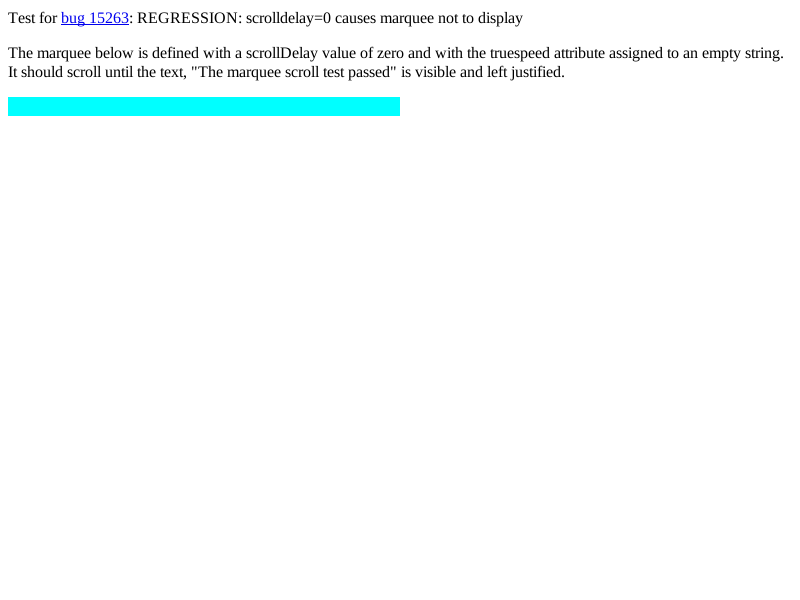 Test for bug 15263: REGRESSION: scrolldelay=0 causes marquee not to display
The marquee below is defined with a scrollDelay value of zero and with the truespeed attribute assigned to an empty string.
It should scroll until the text, "The marquee scroll test passed" is visible and left justified.